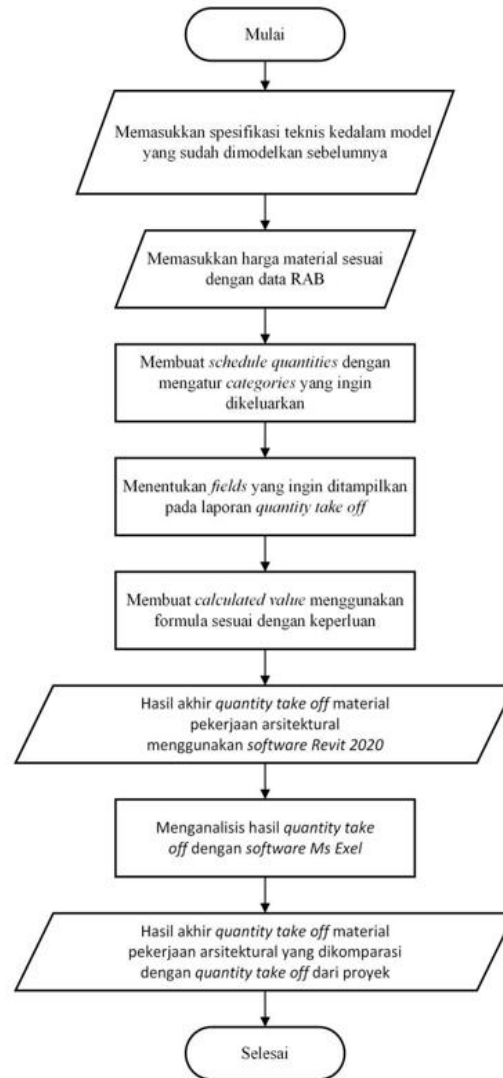 Mulai
Memasukkan spesifikasi teknis kedalam model
yang sudah dimodelkan sebelumnya
Memasukkan harga material sesuai
dengan data RAB
Membuat schedule quantities dengan
mengatur categories yang ingin
dikeluarkan
Menentukan fields yang ingin ditampilkan
pada laporan quantity take off
Membuat calculated value menggunakan
formula sesuai dengan keperluan
Hasil akhir quantity take off material
pekerjaan arsitektural
menggunakan software Revit 2020
Menganalisis hasil quantity take
off dengan software Ms Exel
Hasil akhir quantity take off material
pekerjaan arsitektural yang dikomparasi
dengan quantity take off dari proyek
Selesai